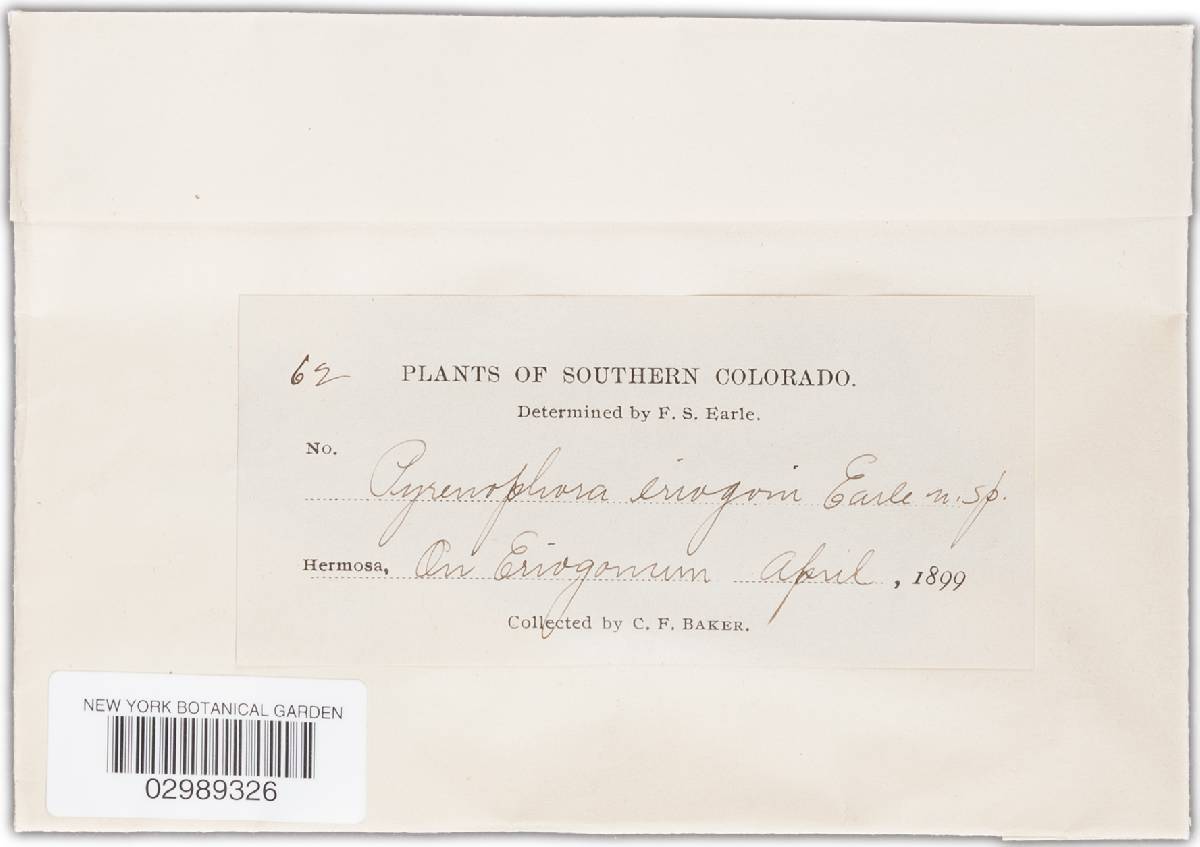 62 PLANTS OF SOUTHERN COLORADO.
Determined by F. S. Earle.
No.
Pyrenophora eriogoni Earle n. sp.
Hermosa, On Eriogonum April, 1899
Collected by C. F. BAKER.
NEW YORK BOTANICAL GARDEN
02989326